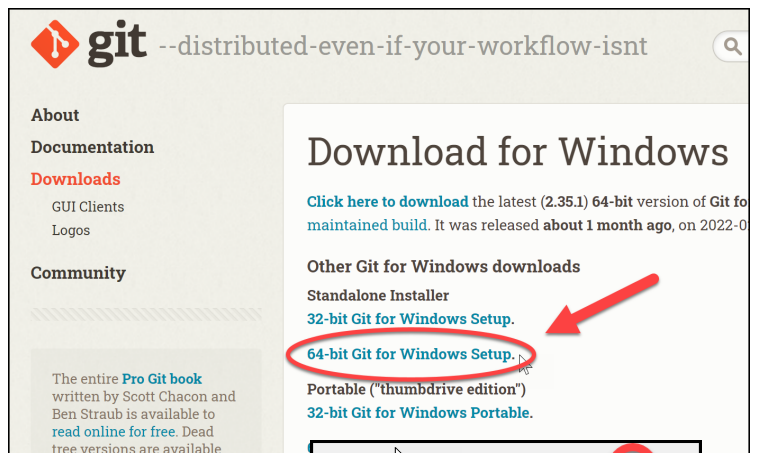 git --distributed-even-if-your-workflow-isnt
About
Documentation
Downloads
GUI Clients
Logos
Community
The entire Pro Git book
written by Scott Chacon and
Ben Straub is available to
read online for free. Dead
tree versions are available
Download for Windows
Click here to download the latest (2.35.1) 64-bit version of Git fo
maintained build. It was released about 1 month ago, on 2022-0
Other Git for Windows downloads
Standalone Installer
32-bit Git for Windows Setup.
64-bit Git for Windows Setup.
Portable ("thumbdrive edition")
32-bit Git for Windows Portable.